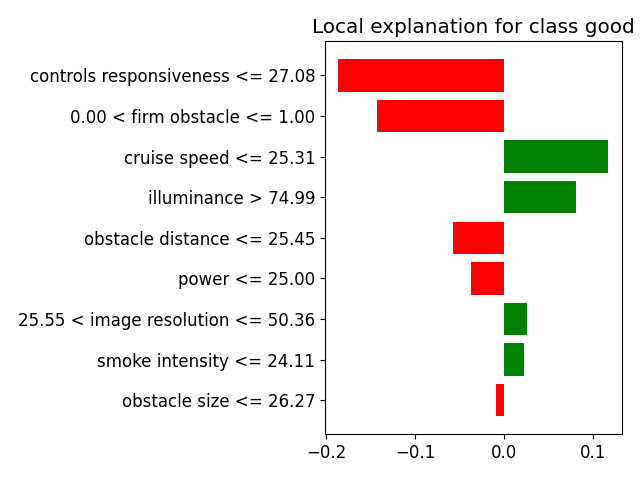 Local explanation for class good
controls responsiveness <= 27.08
0.00 < firm obstacle <= 1.00
cruise speed <= 25.31
illuminance > 74.99
obstacle distance <= 25.45
power <= 25.00
25.55 < image resolution <= 50.36
smoke intensity <= 24.11
obstacle size <= 26.27
−0.2 −0.1 0.0 0.1